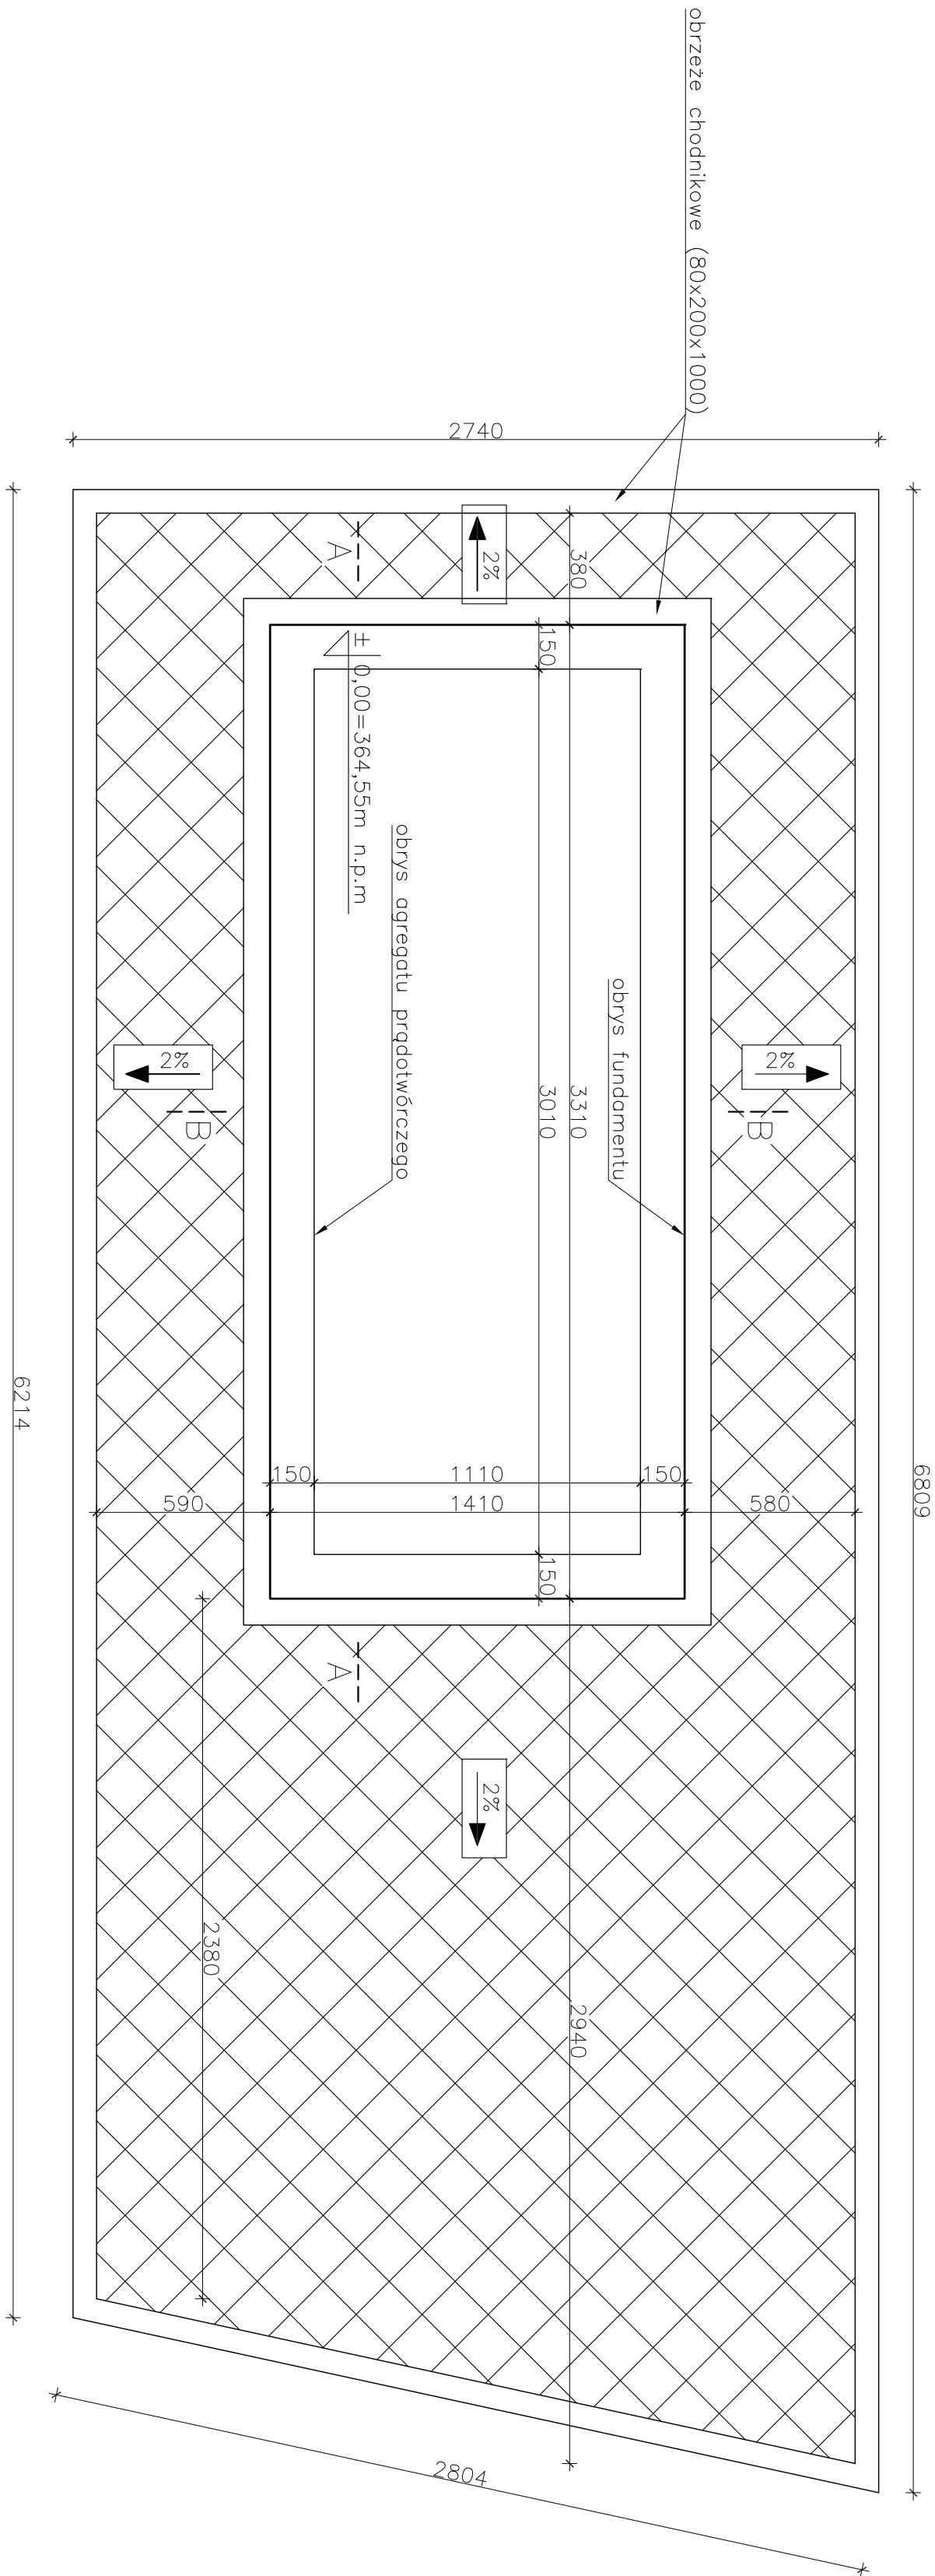 obrzeże chodnikowe (80x200x1000)
2740
380
2%
A
150
± 0,00=364,55m n.p.m
obrys agregatu prądotwórczego
obrys fundamentu
2%
2%
B
B
3310
3010
6214
6809
150
1110
150
590
1410
580
150
A
2%
2380
2940
2804